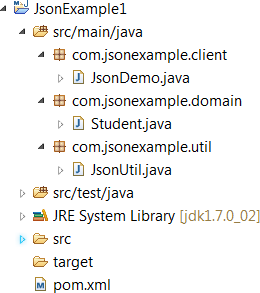 JsonExample1
src/main/java
com.jsonexample.client
JsonDemo.java
com.jsonexample.domain
Student.java
com.jsonexample.util
JsonUtil.java
src/test/java
JRE System Library [jdk1.7.0_02]
src
target
pom.xml